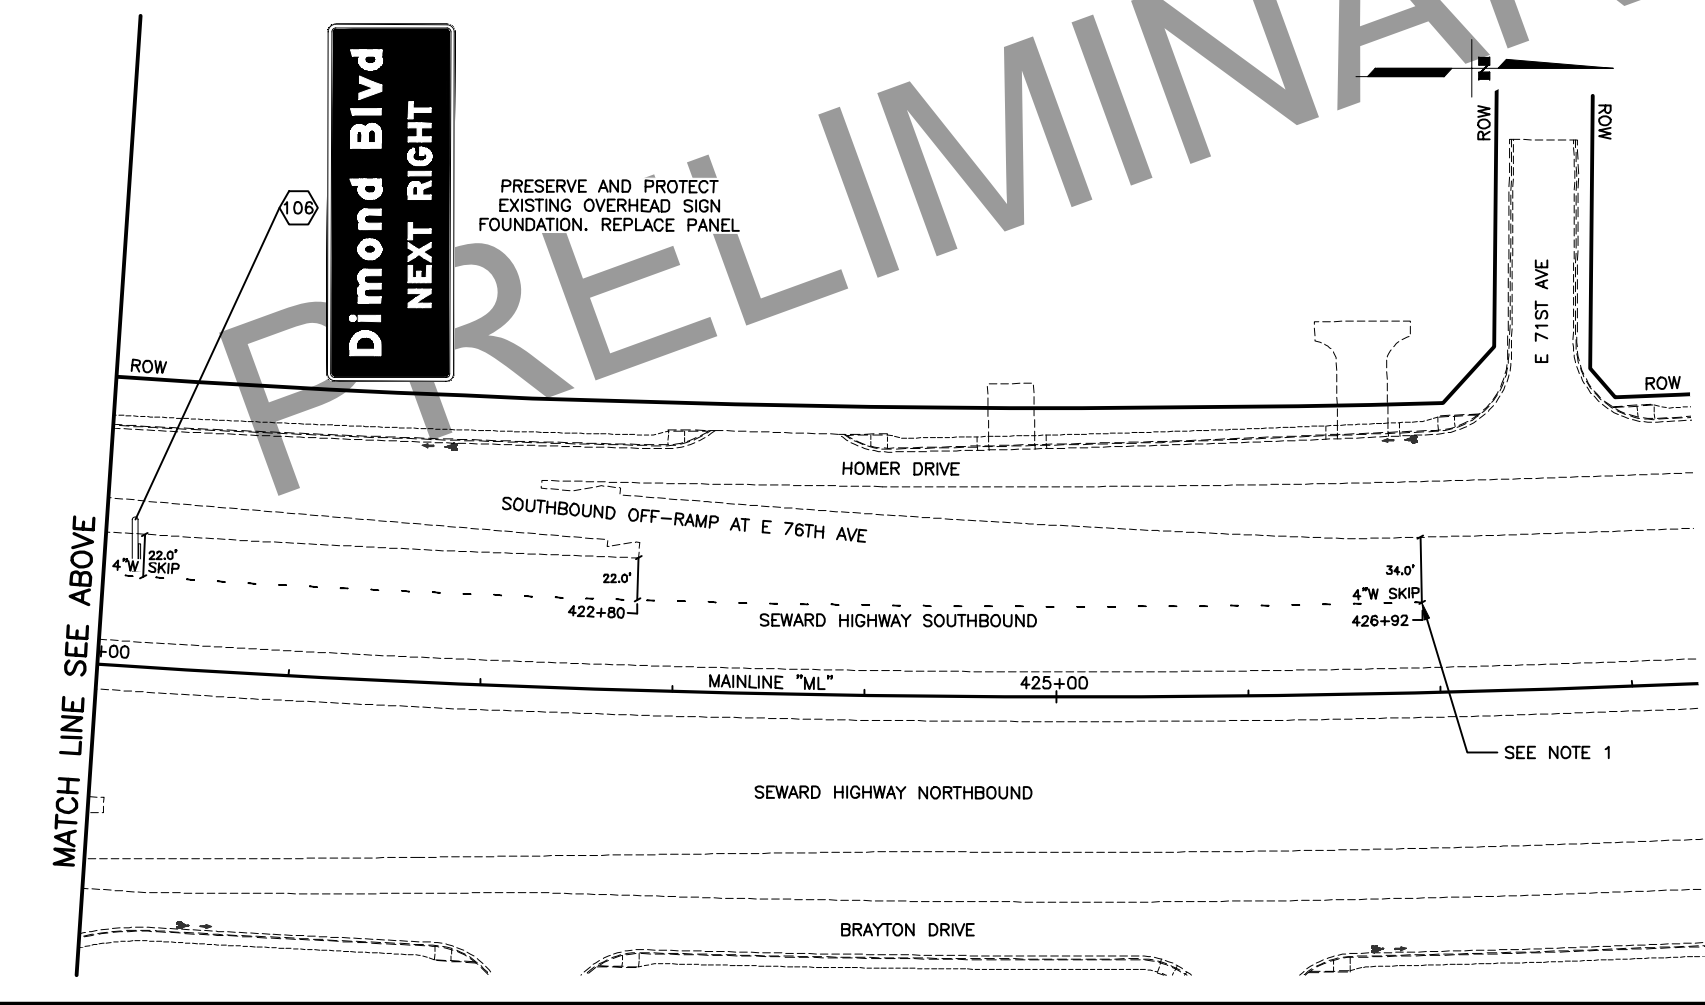 PRELIMINAR
Dimond Blvd
NEXT RIGHT
106
PRESERVE AND PROTECT
EXISTING OVERHEAD SIGN
FOUNDATION. REPLACE PANEL
N
ROW
ROW
E 71ST AVE
ROW
ROW
HOMER DRIVE
SOUTHBOUND OFF-RAMP AT E 76TH AVE
22.0'
4"W SKIP
22.0'
422+80
34.0'
4"W SKIP
426+92
SEWARD HIGHWAY SOUTHBOUND
+00
MAINLINE "ML"
425+00
MATCH LINE SEE ABOVE
SEE NOTE 1
SEWARD HIGHWAY NORTHBOUND
BRAYTON DRIVE